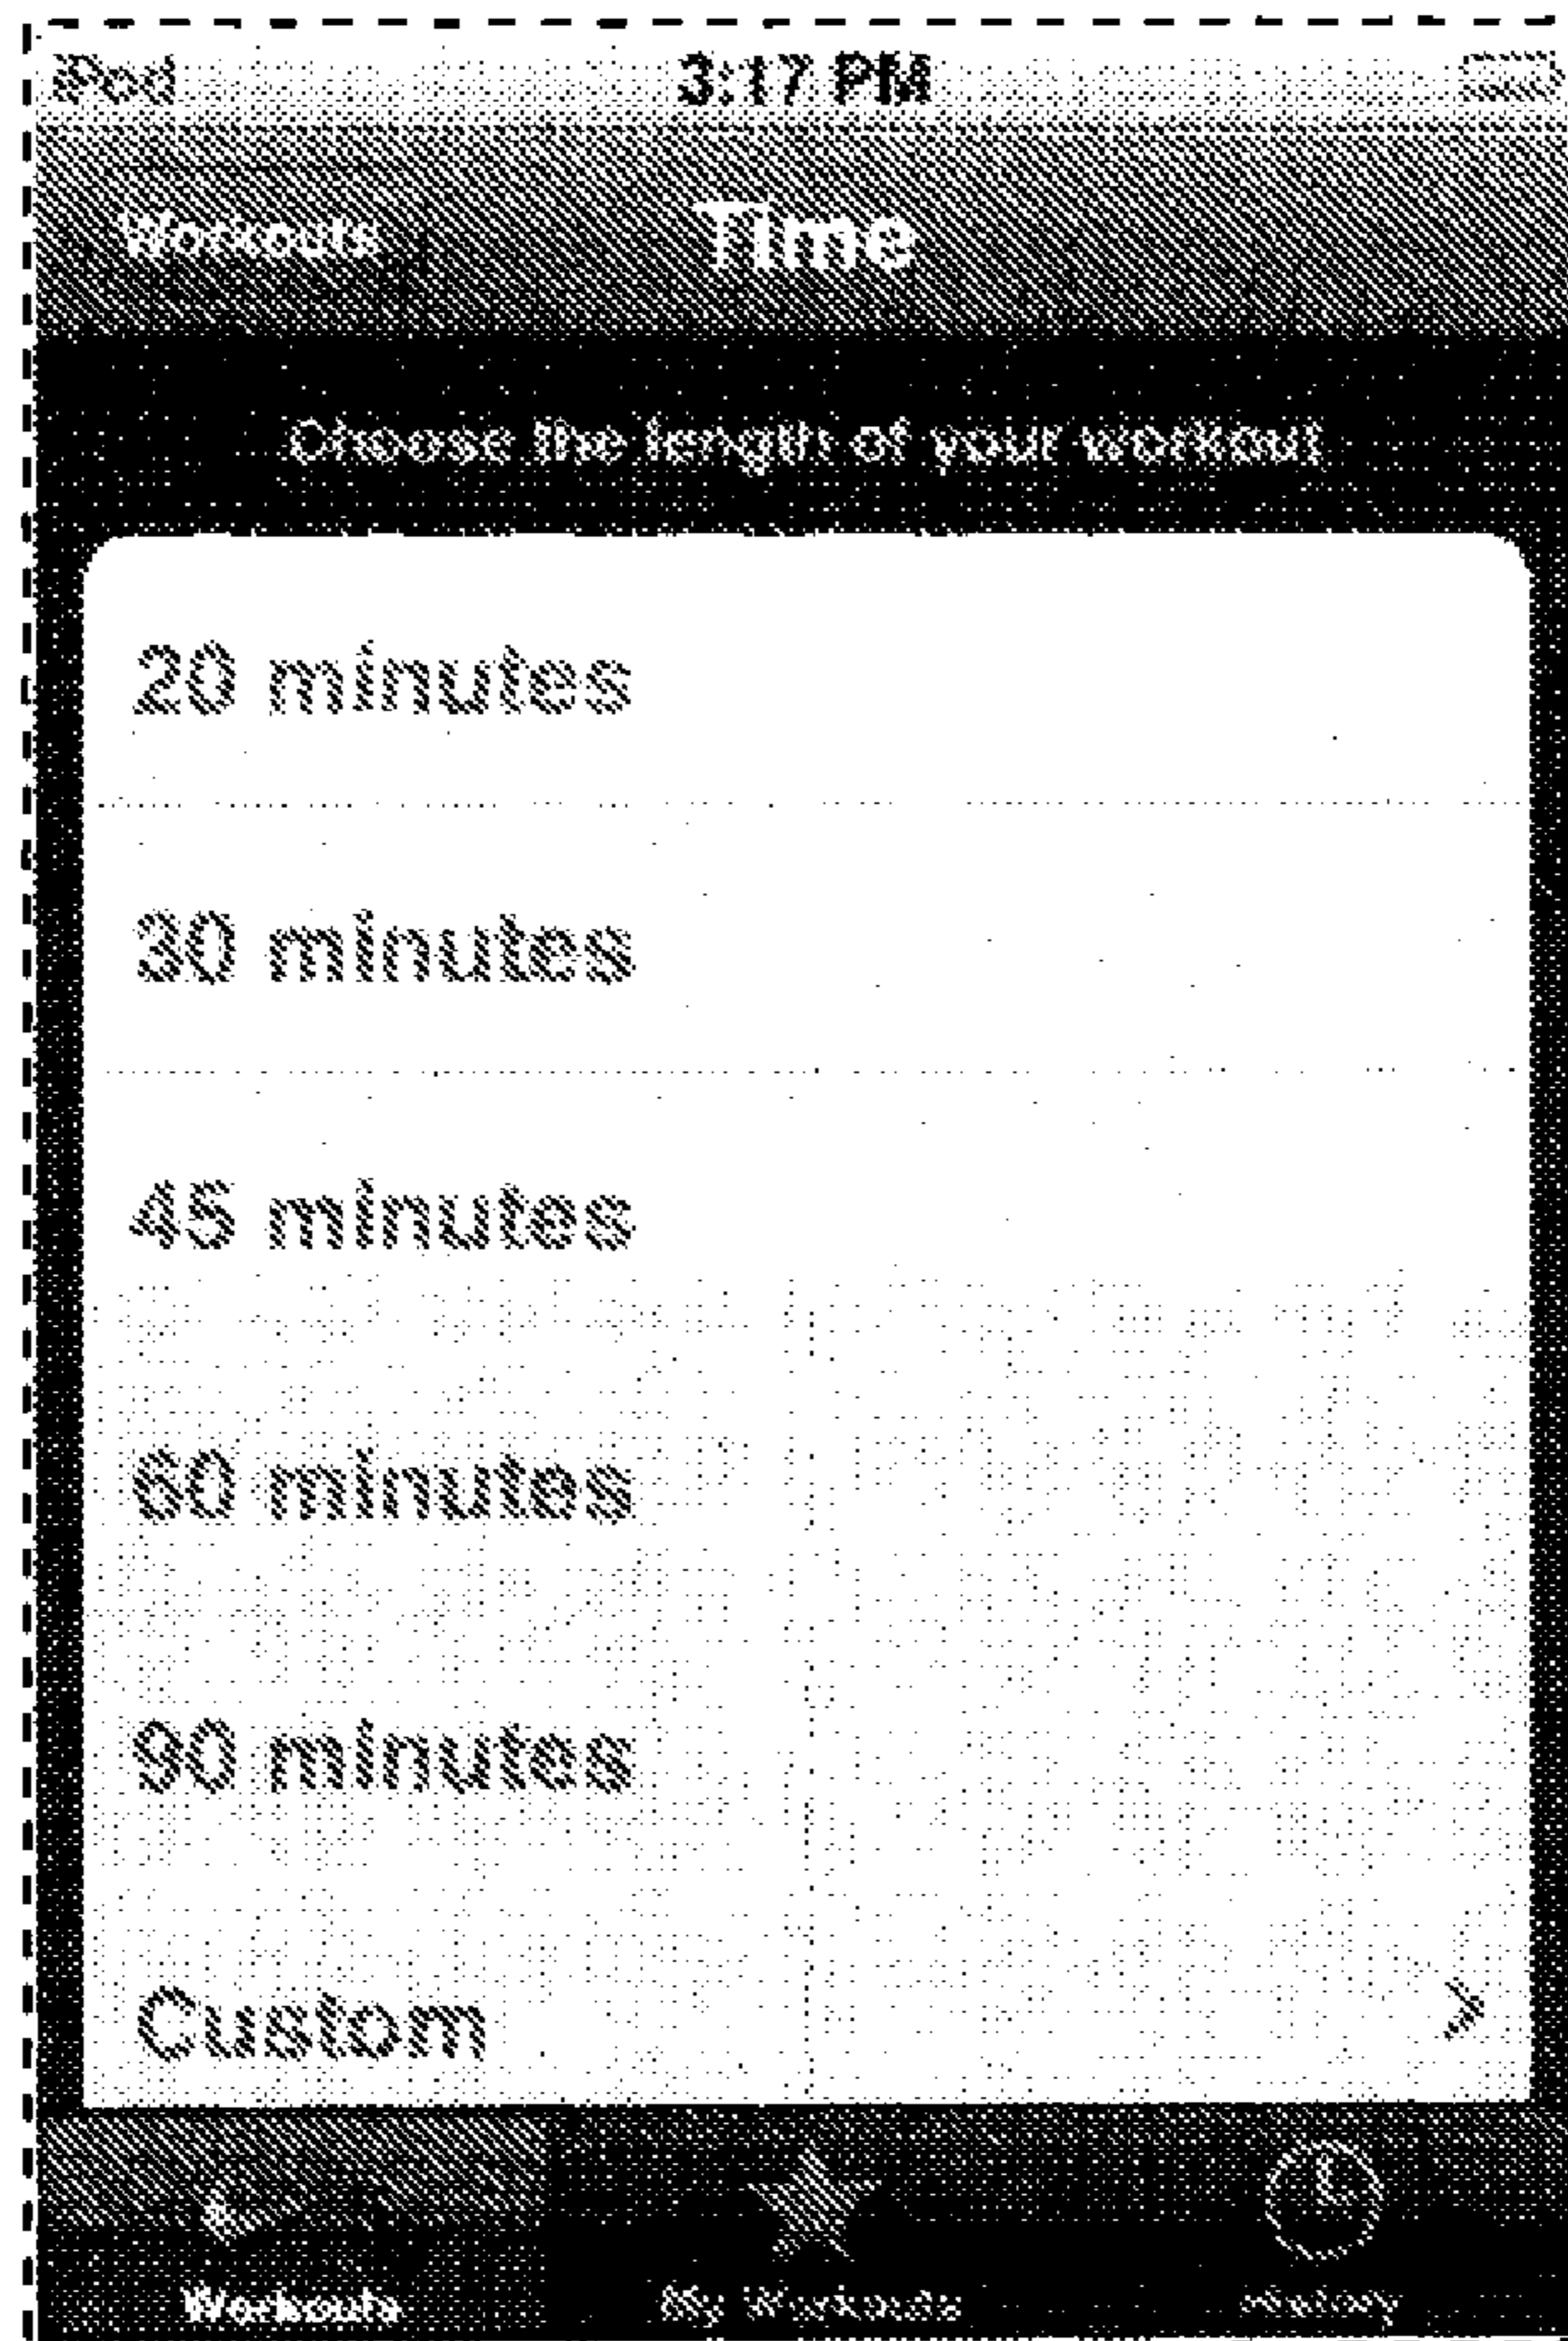 iPod 3:17 PM
Workouts Time
Choose the length of your workout
20 minutes
30 minutes
45 minutes
60 minutes
90 minutes
Custom
Workouts My Workouts History